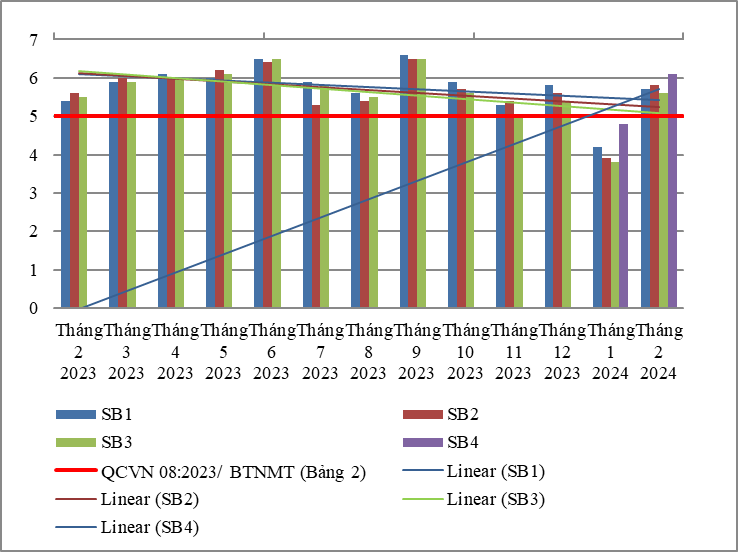 7
6
5
4
3
2
1
0
Tháng Tháng Tháng Tháng Tháng Tháng Tháng Tháng Tháng Tháng Tháng Tháng Tháng
2 3 4 5 6 7 8 9 10 11 12 1 2
2023 2023 2023 2023 2023 2023 2023 2023 2023 2023 2023 2024 2024
SB1 SB2
SB3 SB4
QCVN 08:2023/ BTNMT (Bảng 2) Linear (SB1)
Linear (SB2) Linear (SB3)
Linear (SB4)